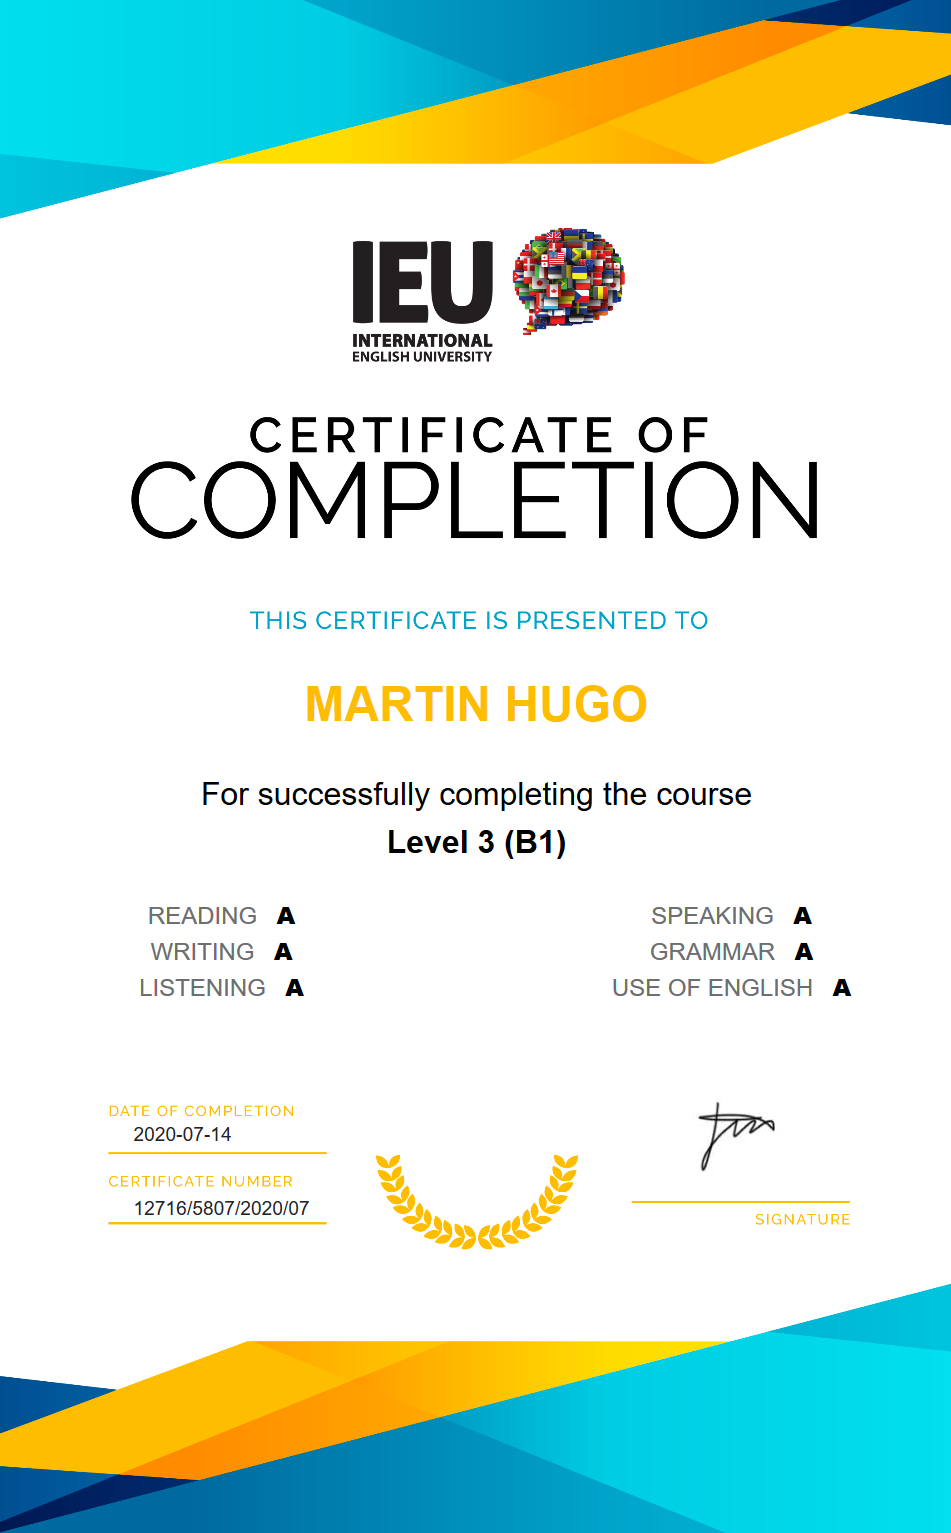 IEU
INTERNATIONAL
ENGLISH UNIVERSITY
CERTIFICATE OF
COMPLETION
THIS CERTIFICATE IS PRESENTED TO
MARTIN HUGO
For successfully completing the course
Level 3 (B1)
READING A
WRITING A
LISTENING A
SPEAKING A
GRAMMAR A
USE OF ENGLISH A
DATE OF COMPLETION
2020-07-14
CERTIFICATE NUMBER
12716/5807/2020/07
SIGNATURE